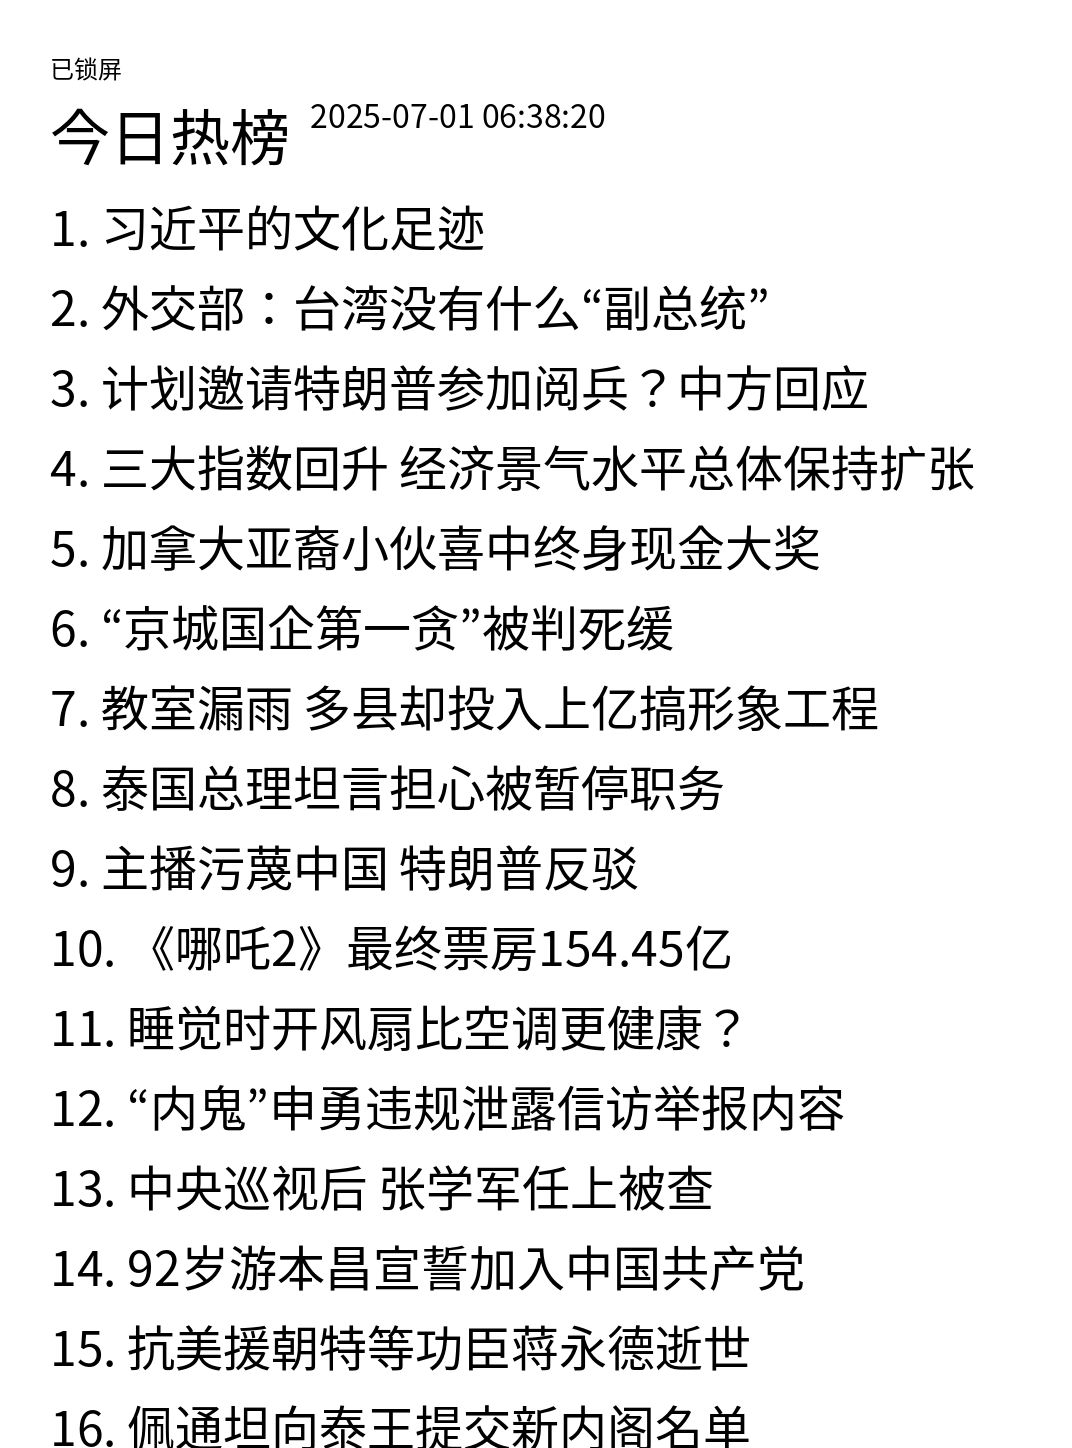 已锁屏
今日热榜 2025-07-01 06:38:20
1. 习近平的文化足迹
2. 外交部：台湾没有什么“副总统”
3. 计划邀请特朗普参加阅兵？中方回应
4. 三大指数回升 经济景气水平总体保持扩张
5. 加拿大亚裔小伙喜中终身现金大奖
6. “京城国企第一贪”被判死缓
7. 教室漏雨 多县却投入上亿搞形象工程
8. 泰国总理坦言担心被暂停职务
9. 主播污蔑中国 特朗普反驳
10. 《哪吒2》最终票房154.45亿
11. 睡觉时开风扇比空调更健康？
12. “内鬼”申勇违规泄露信访举报内容
13. 中央巡视后 张学军任上被查
14. 92岁游本昌宣誓加入中国共产党
15. 抗美援朝特等功臣蒋永德逝世
16. 佩通坦向泰王提交新内阁名单